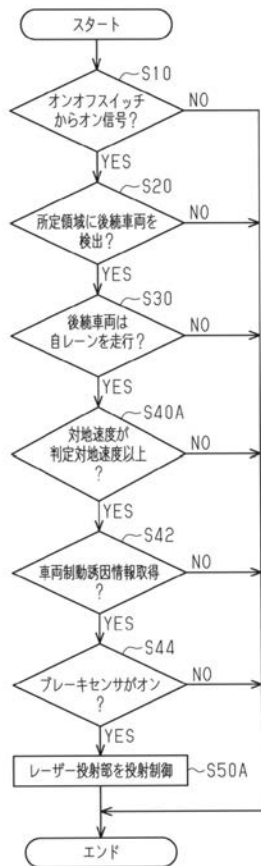 スタート
S10
オンオフスイッチ
からオン信号?
NO
YES
S20
所定領域に後続車両を
検出?
NO
YES
S30
後続車両は
自レーンを走行?
NO
YES
S40A
対地速度が
判定対地速度以上
?
NO
YES
S42
車両制動誘因情報取得
?
NO
YES
S44
ブレーキセンサがオン
?
NO
YES
レーザー投射部を投射制御
S50A
エンド